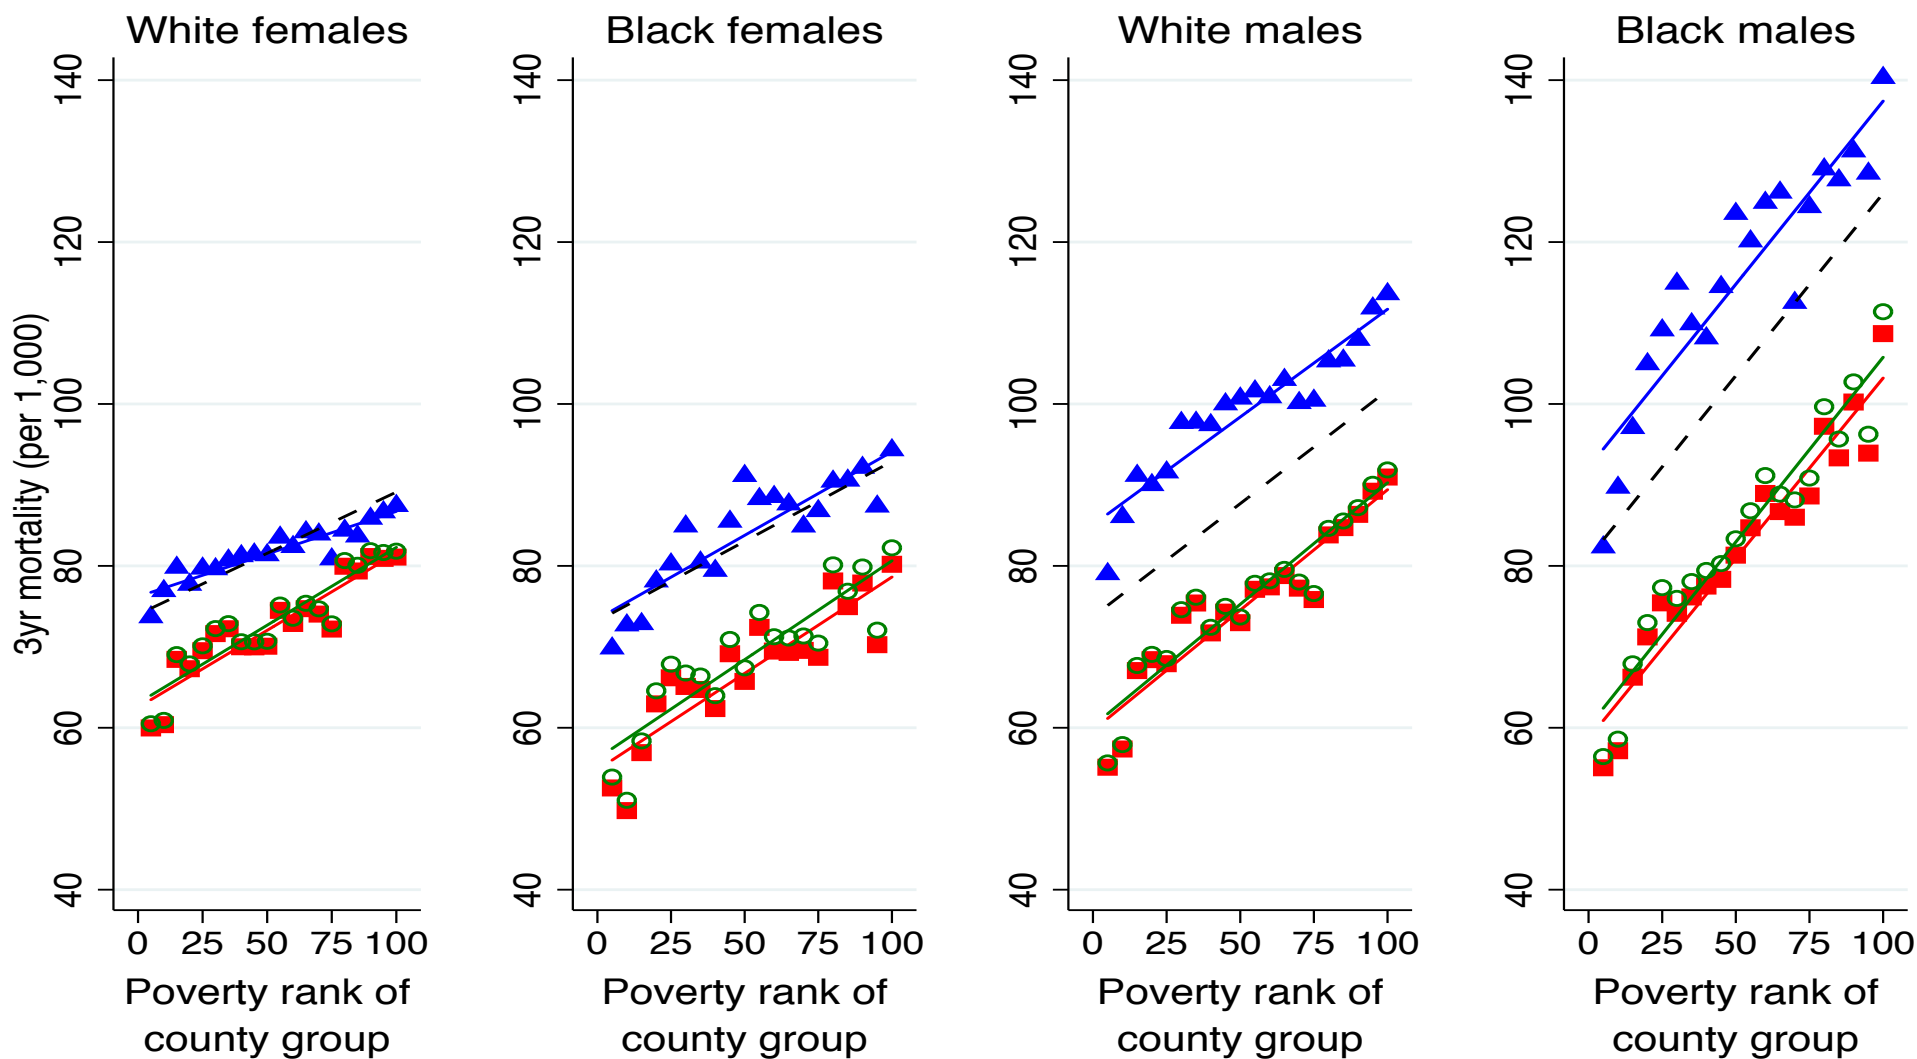 White females
Black females
White males
Black males
3yr mortality (per 1,000)
140
120
100
80
60
40
140
120
100
80
60
40
140
120
100
80
60
40
140
120
100
80
60
40
0 25 50 75 100
0 25 50 75 100
0 25 50 75 100
0 25 50 75 100
Poverty rank of
county group
Poverty rank of
county group
Poverty rank of
county group
Poverty rank of
county group